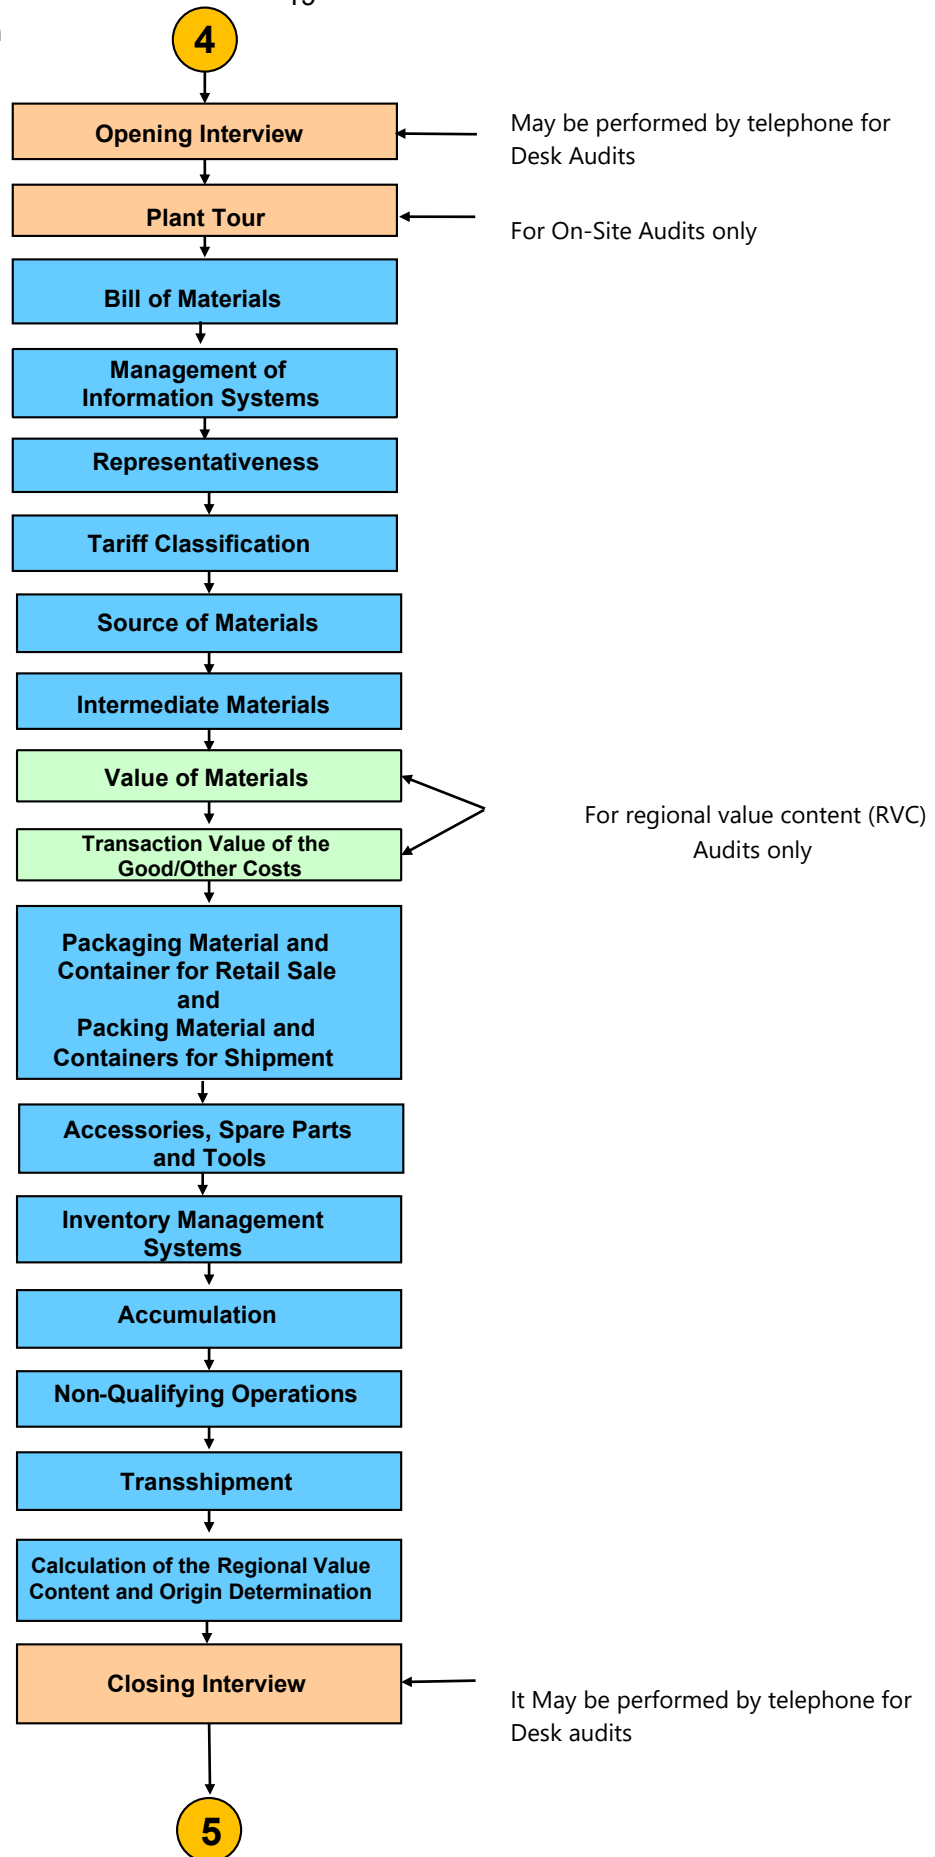 4
Opening Interview
May be performed by telephone for
Desk Audits
Plant Tour
For On-Site Audits only
Bill of Materials
Management of
Information Systems
Representativeness
Tariff Classification
Source of Materials
Intermediate Materials
Value of Materials
For regional value content (RVC)
Audits only
Transaction Value of the
Good/Other Costs
Packaging Material and
Container for Retail Sale
and
Packing Material and
Containers for Shipment
Accessories, Spare Parts
and Tools
Inventory Management
Systems
Accumulation
Non-Qualifying Operations
Transshipment
Calculation of the Regional Value
Content and Origin Determination
Closing Interview
It May be performed by telephone for
Desk audits
5